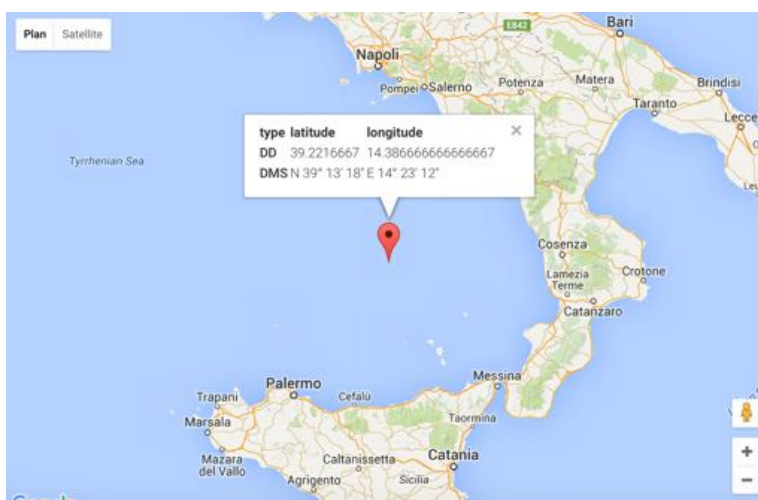 Plan Satellite
E842
Bari
Napoli
Pompei Salerno
Potenza
Matera
Brindisi
Taranto
Lecce
type latitude longitude ×
DD 39.2216667 14.386666666666667
DMS N 39° 13' 18" E 14° 23' 12"
Tyrrhenian Sea
Cosenza
Lamezia
Terme
Crotone
Catanzaro
Messina
Palermo
Trapani
Cefalù
Marsala
Taormina
Mazara
del Vallo
Caltanissetta
Catania
Agrigento
Sicilia
+
−